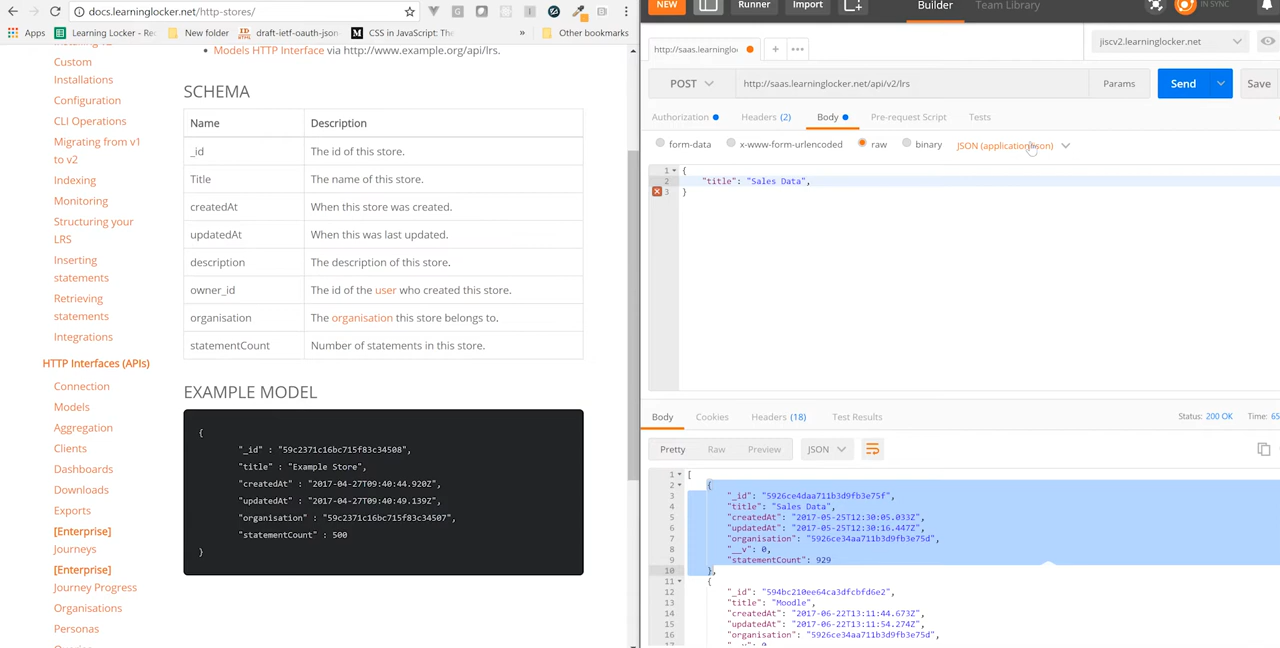 docs.learninglocker.net/http-stores/
Apps
Learning Locker - Re
New folder
draft-ietf-oauth-json-
CSS in JavaScript: The
»
Other bookmarks
Custom
Installations
Configuration
CLI Operations
Migrating from v1
to v2
Indexing
Monitoring
Structuring your
LRS
Inserting
statements
Retrieving
statements
Integrations
HTTP Interfaces (APIs)
Connection
Models
Aggregation
Clients
Dashboards
Downloads
Exports
[Enterprise]
Journeys
[Enterprise]
Journey Progress
Organisations
Personas
Models HTTP Interface via http://www.example.org/api/lrs.
SCHEMA
Name Description
_id The id of this store.
Title The name of this store.
createdAt When this store was created.
updatedAt When this was last updated.
description The description of this store.
owner_id The id of the user who created this store.
organisation The organisation this store belongs to.
statementCount Number of statements in this store.
EXAMPLE MODEL
{
"_id" : "59c2371c16bc715f83c34508",
"title" : "Example Store",
"createdAt" : "2017-04-27T09:40:44.920Z",
"updatedAt" : "2017-04-27T09:40:49.139Z",
"organisation" : "59c2371c16bc715f83c34507",
"statementCount" : 500
}
NEW Runner Import Builder Team Library IN SYNC
http://saas.learninglo
jiscv2.learninglocker.net
POST http://saas.learninglocker.net/api/v2/lrs Params Send Save
Authorization Headers (2) Body Pre-request Script Tests
form-data x-www-form-urlencoded raw binary JSON (application/json)
1 {
2 "title": "Sales Data",
3 }
Body Cookies Headers (18) Test Results Status: 200 OK Time: 65
Pretty Raw Preview JSON
1 [
2 {
3 "_id": "5926ce4daa711b3d9fb3e75f",
4 "title": "Sales Data",
5 "createdAt": "2017-05-25T12:30:05.033Z",
6 "updatedAt": "2017-05-25T12:30:16.447Z",
7 "organisation": "5926ce34aa711b3d9fb3e75d",
8 "__v": 0,
9 "statementCount": 929
10 },
11 {
12 "_id": "594bc210ee64ca3dfcbfd6e2",
13 "title": "Moodle",
14 "createdAt": "2017-06-22T13:11:44.673Z",
15 "updatedAt": "2017-06-22T13:11:54.274Z",
16 "organisation": "5926ce34aa711b3d9fb3e75d",
17 "__v": 0,